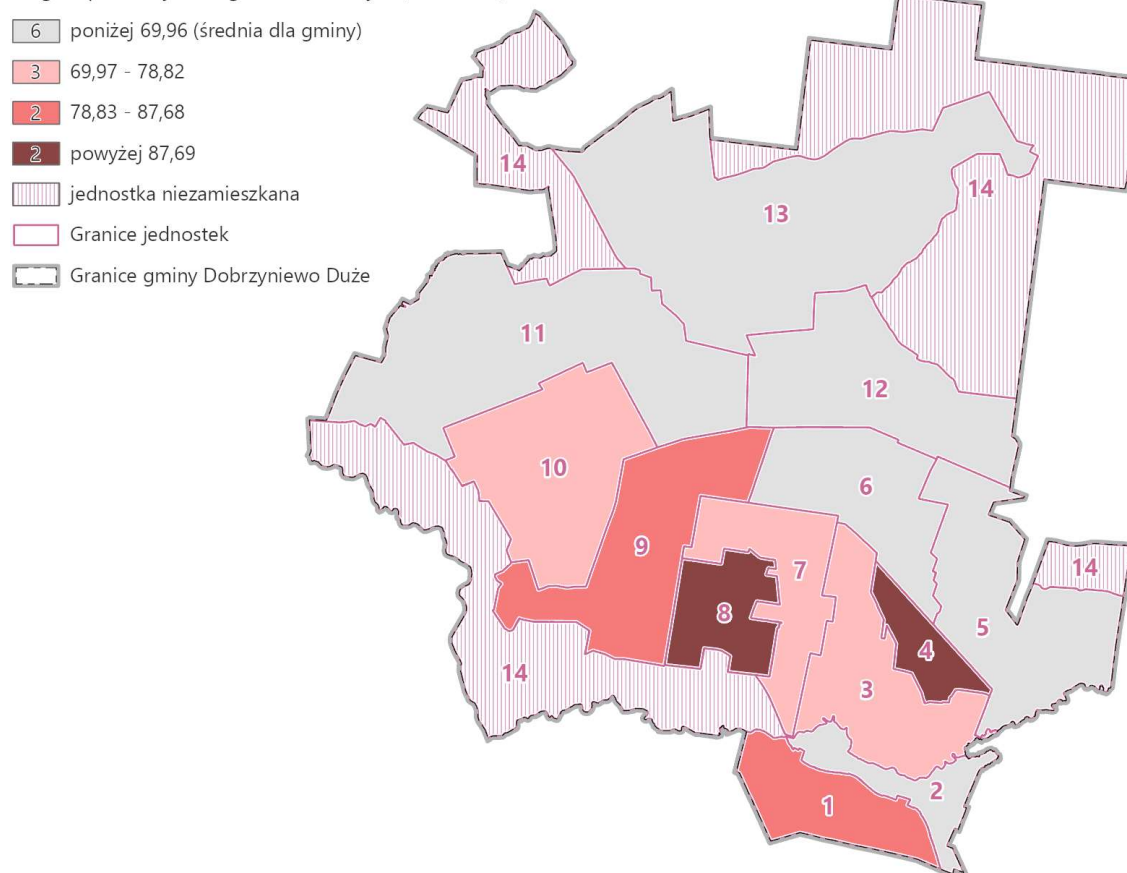 6 poniżej 69,96 (średnia dla gminy)
3 69,97 - 78,82
2 78,83 - 87,68
2 powyżej 87,69
jednostka niezamieszkana
Granice jednostek
Granice gminy Dobrzyniewo Duże
14
13
14
11
12
10
6
9
7
14
8
5
4
14
3
2
1